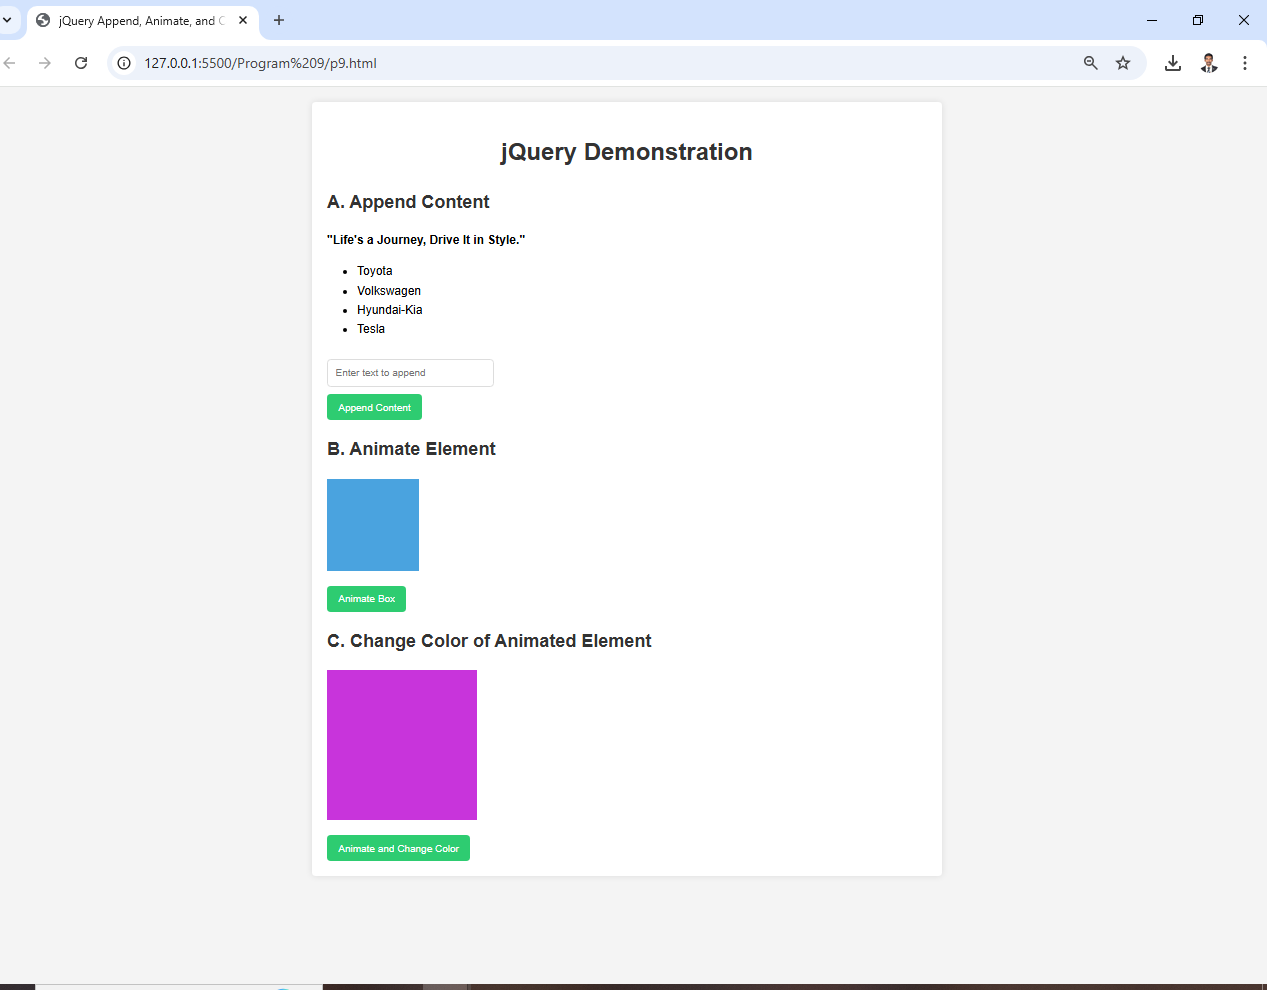 jQuery Append, Animate, and C
127.0.0.1:5500/Program%209/p9.html
jQuery Demonstration
A. Append Content
"Life's a Journey, Drive It in Style."
Toyota
Volkswagen
Hyundai-Kia
Tesla
Enter text to append
Append Content
B. Animate Element
Animate Box
C. Change Color of Animated Element
Animate and Change Color